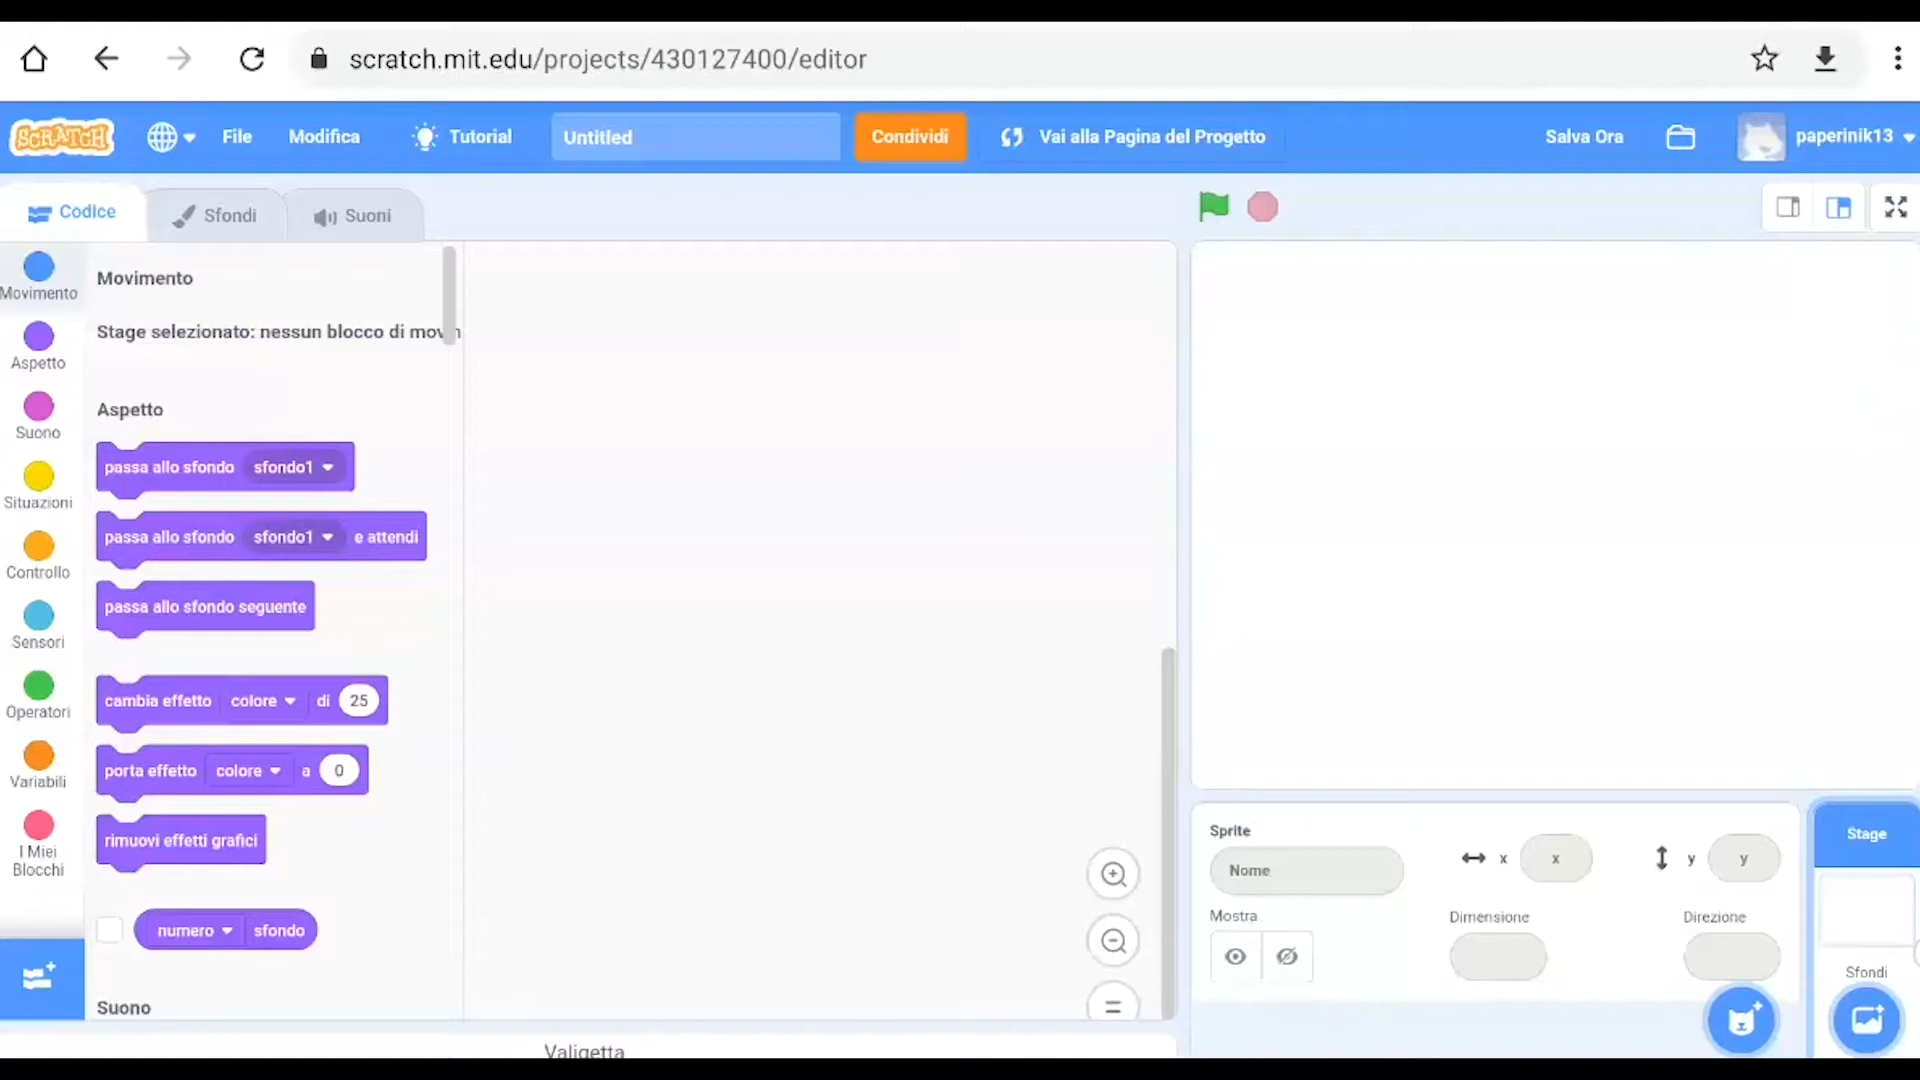 scratch.mit.edu/projects/430127400/editor
SCRATCH
File
Modifica
Tutorial
Untitled
Condividi
Vai alla Pagina del Progetto
Salva Ora
paperinik13
Codice
Sfondi
Suoni
Movimento
Aspetto
Suono
Situazioni
Controllo
Sensori
Operatori
Variabili
I Miei
Blocchi
Movimento
Stage selezionato: nessun blocco di mov
Aspetto
passa allo sfondo sfondo1
passa allo sfondo sfondo1 e attendi
passa allo sfondo seguente
cambia effetto colore di 25
porta effetto colore a 0
rimuovi effetti grafici
numero sfondo
Suono
Valigetta
Sprite
Nome
x x
y y
Mostra
Dimensione
Direzione
Stage
Sfondi